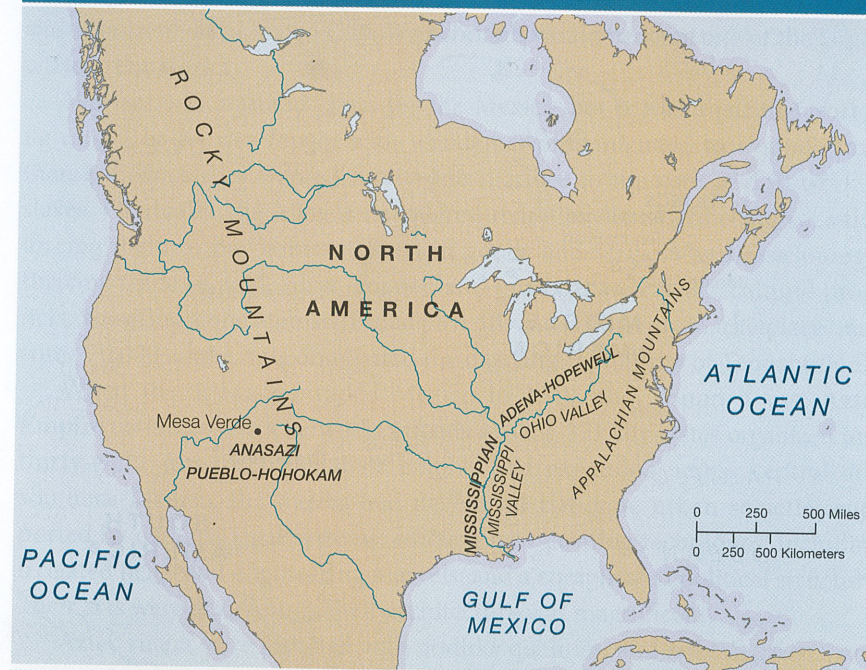 ROCKY MOUNTAINS
NORTH
AMERICA
ATLANTIC
OCEAN
ADENA-HOPEWELL
OHIO VALLEY
APPALACHIAN MOUNTAINS
Mesa Verde
ANASAZI
PUEBLO-HOHOKAM
MISSISSIPPIAN
MISSISSIPPI
VALLEY
0 250 500 Miles
0 250 500 Kilometers
PACIFIC
OCEAN
GULF OF
MEXICO